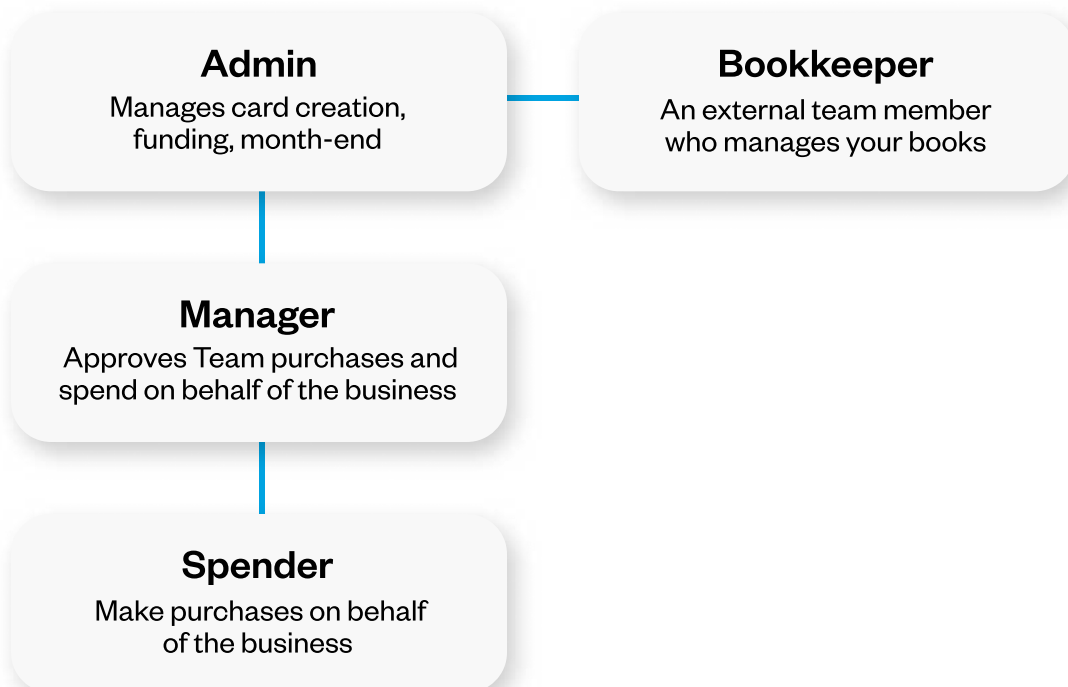 Admin
Manages card creation,
funding, month-end
Bookkeeper
An external team member
who manages your books
Manager
Approves Team purchases and
spend on behalf of the business
Spender
Make purchases on behalf
of the business